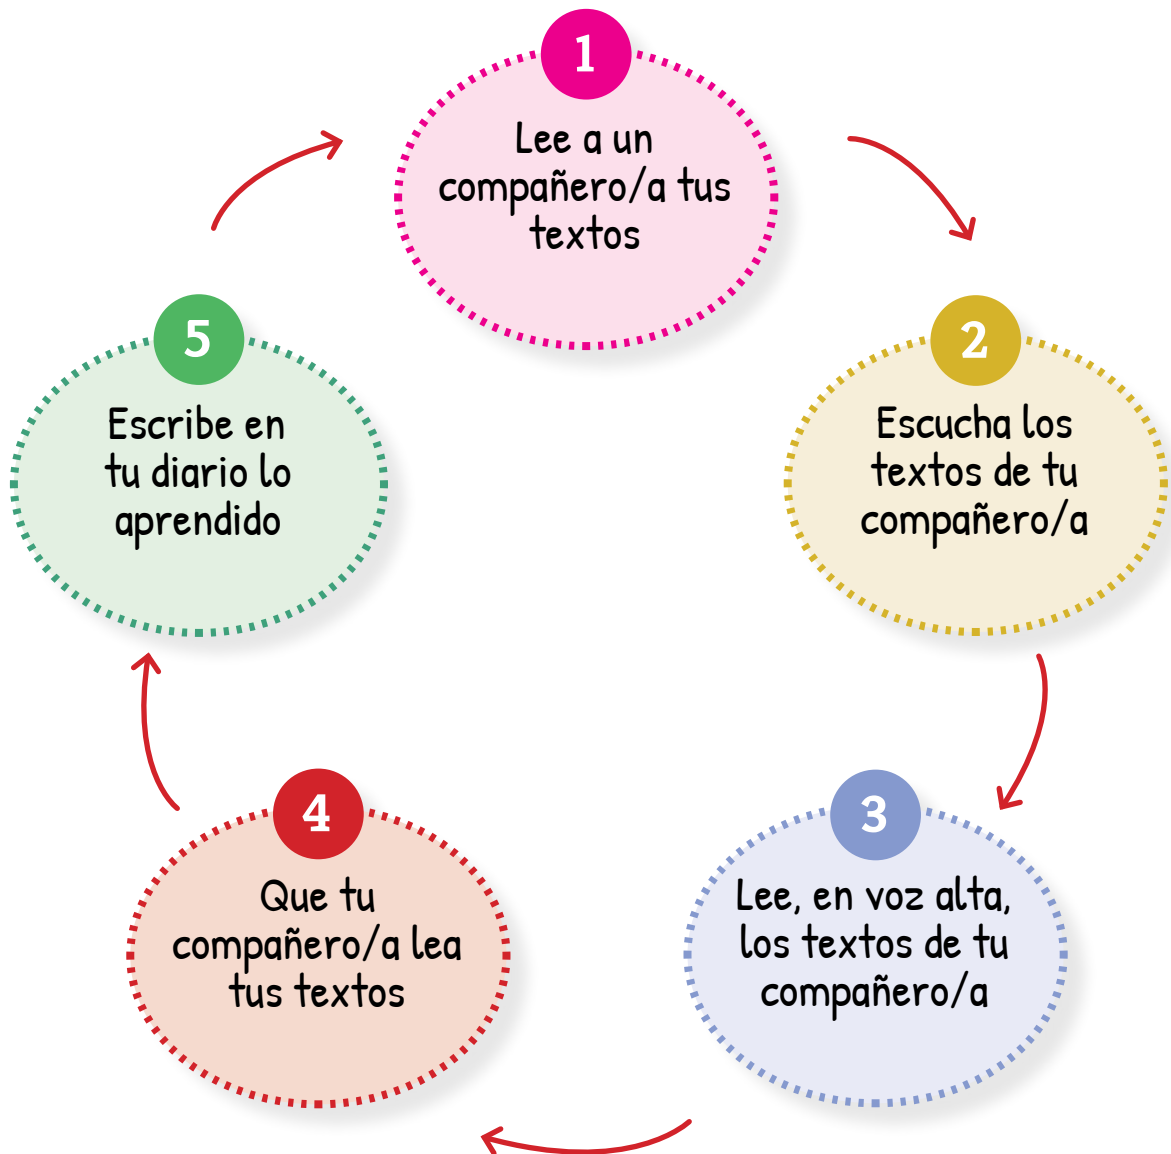 1
Lee a un
compañero/a tus
textos
2
Escucha los
textos de tu
compañero/a
3
Lee, en voz alta,
los textos de tu
compañero/a
4
Que tu
compañero/a lea
tus textos
5
Escribe en
tu diario lo
aprendido